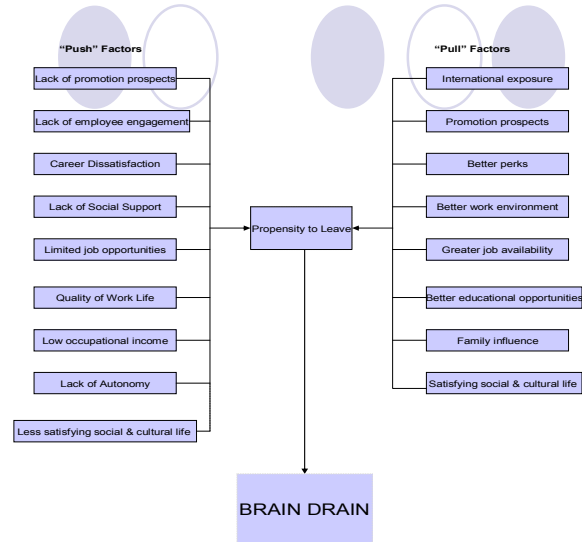 “Push” Factors
Lack of promotion prospects
Lack of employee engagement
Career Dissatisfaction
Lack of Social Support
Limited job opportunities
Quality of Work Life
Low occupational income
Lack of Autonomy
Less satisfying social & cultural life
Propensity to Leave
“Pull” Factors
International exposure
Promotion prospects
Better perks
Better work environment
Greater job availability
Better educational opportunities
Family influence
Satisfying social & cultural life
BRAIN DRAIN